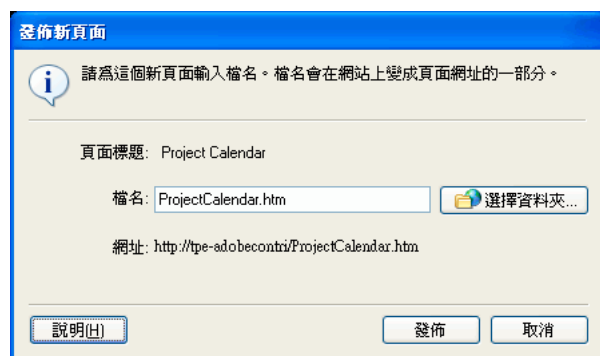 發佈新頁面
請為這個新頁面輸入檔名。檔名會在網站上變成頁面網址的一部分。
頁面標題: Project Calendar
檔名: ProjectCalendar.htm 選擇資料夾...
網址: http://tpe-adobecontri/ProjectCalendar.htm
說明(H) 發佈 取消